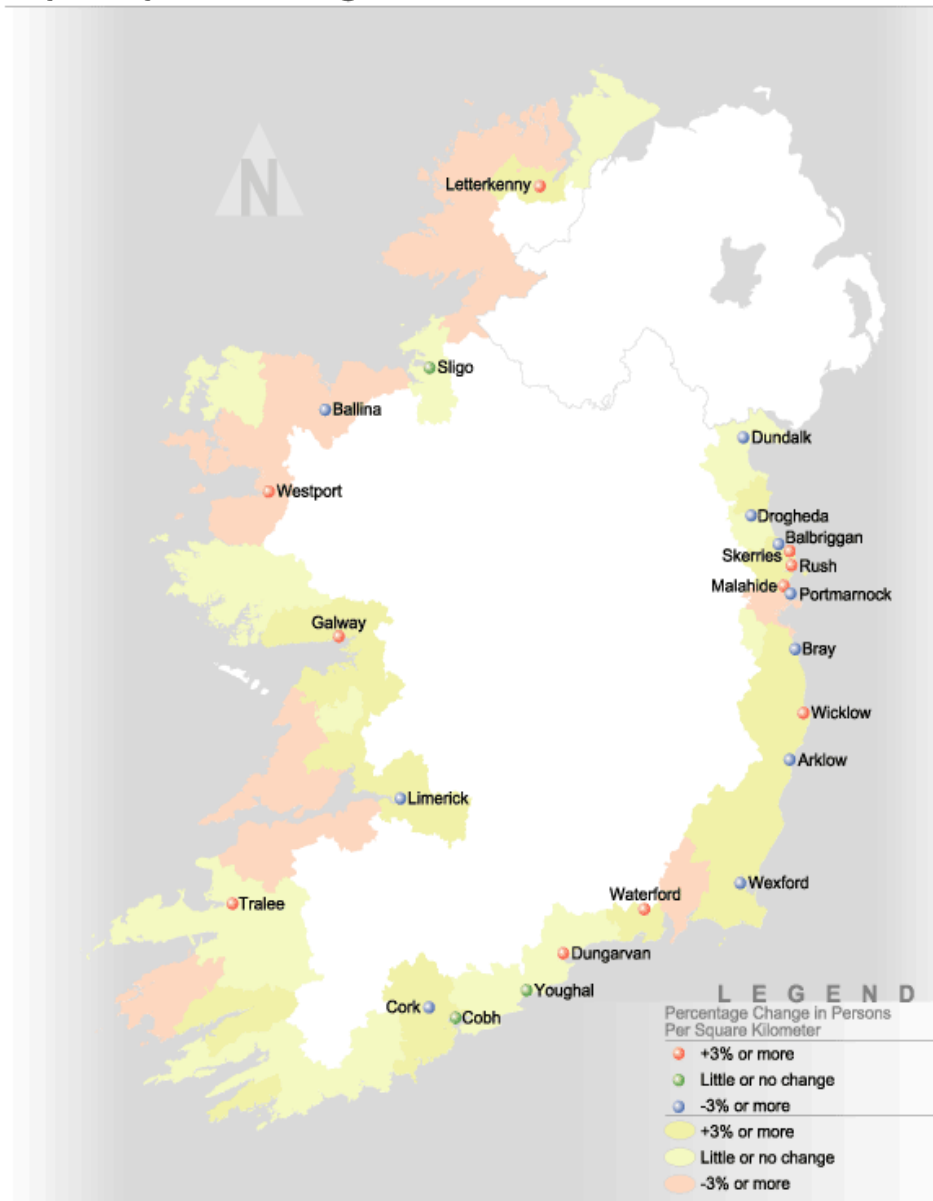 N
Letterkenny
Sligo
Ballina
Dundalk
Westport
Drogheda
Balbriggan
Skerries
Rush
Malahide
Portmarnock
Galway
Bray
Wicklow
Arklow
Limerick
Wexford
Waterford
Tralee
Dungarvan
Youghal
Cork
Cobh
LEGEND
Percentage Change in Persons
Per Square Kilometer
+3% or more
Little or no change
-3% or more
+3% or more
Little or no change
-3% or more